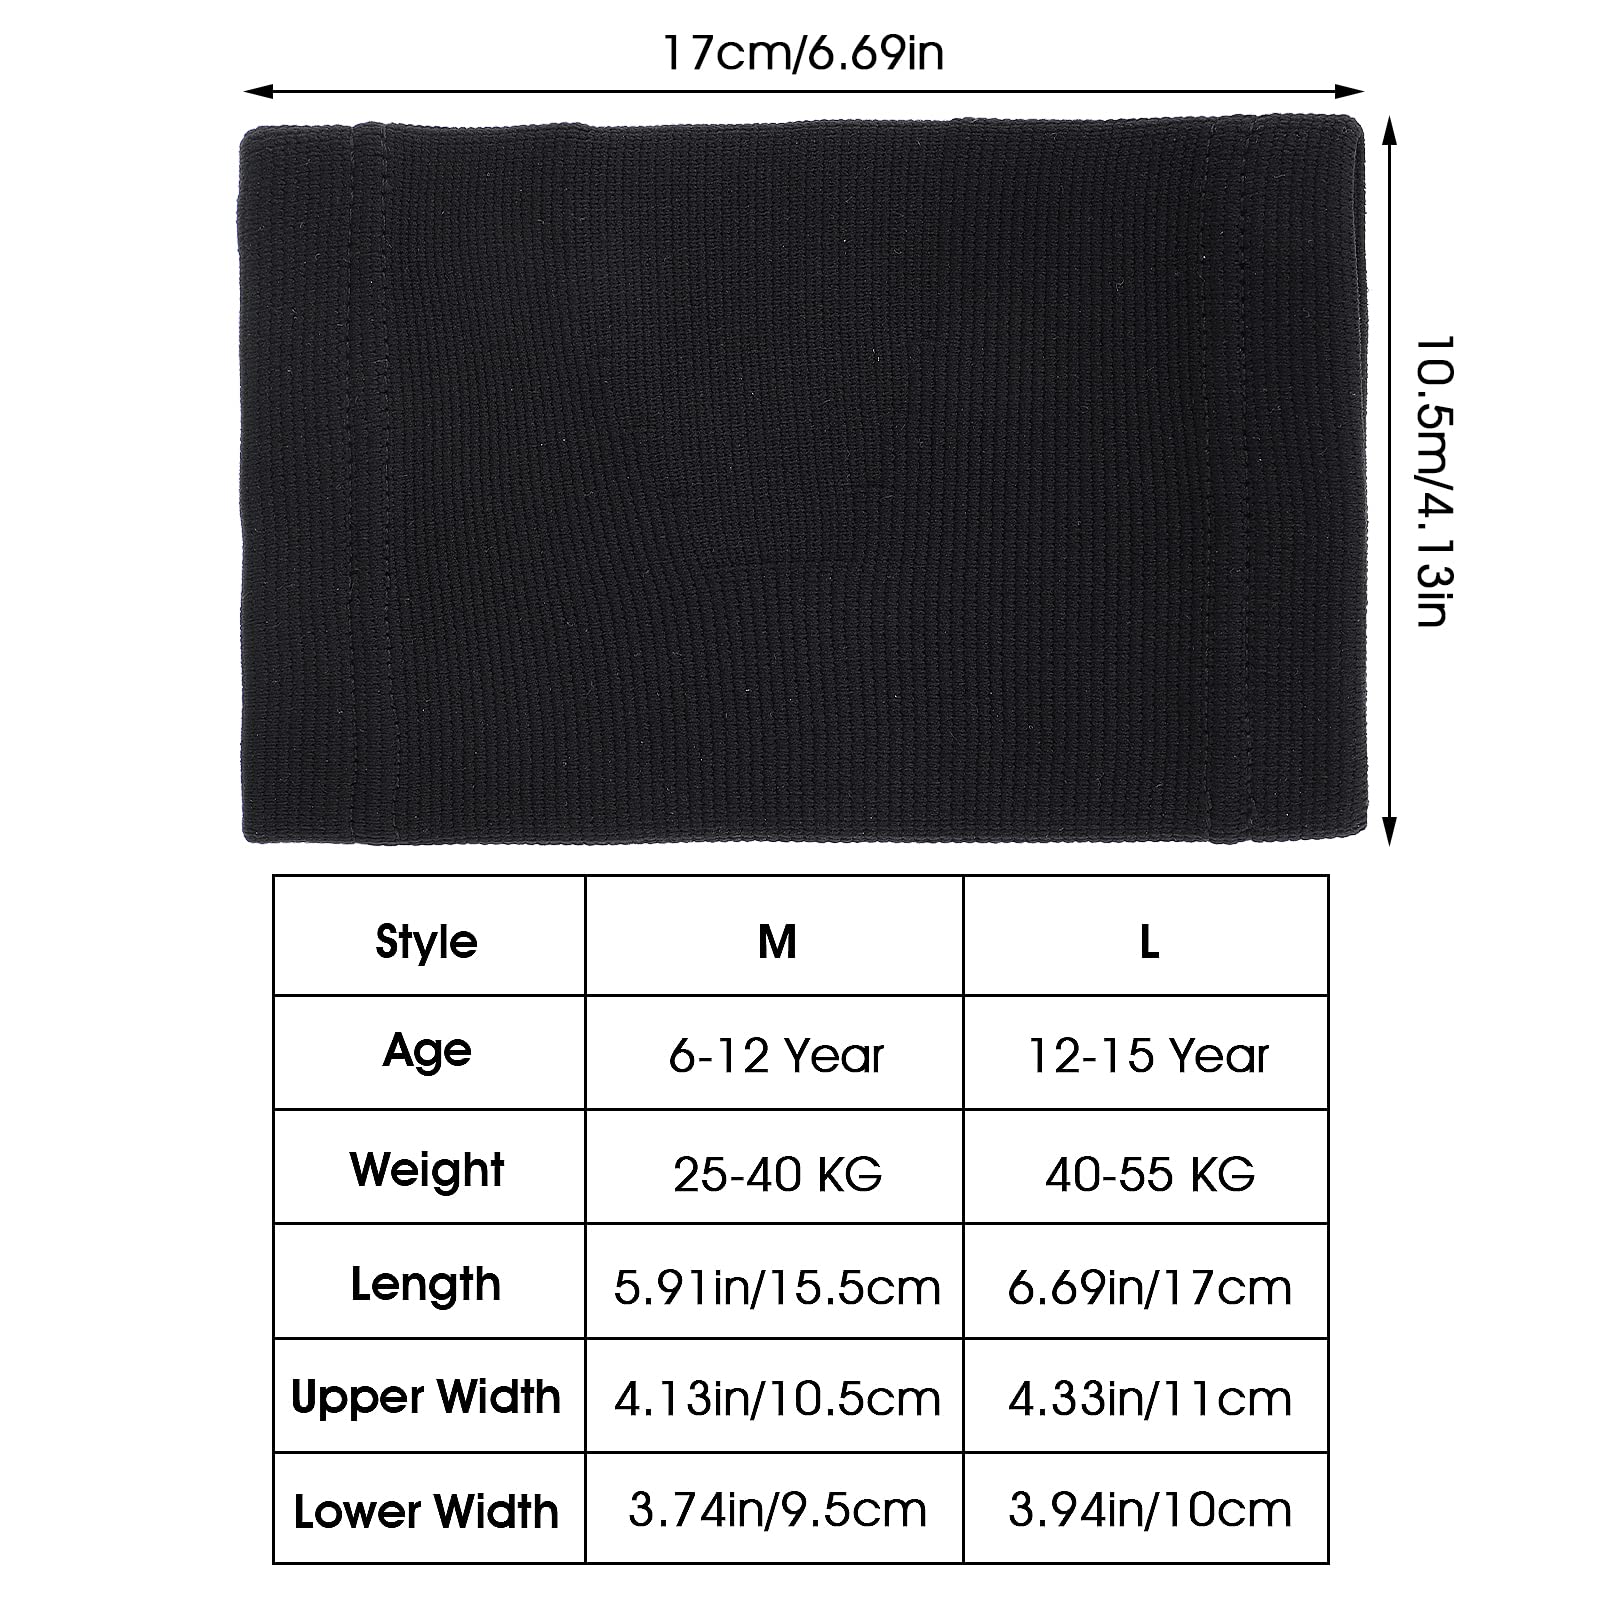 17cm/6.69in
10.5m/4.13in
Style M L
Age 6-12 Year 12-15 Year
Weight 25-40 KG 40-55 KG
Length 5.91in/15.5cm 6.69in/17cm
Upper Width 4.13in/10.5cm 4.33in/11cm
Lower Width 3.74in/9.5cm 3.94in/10cm